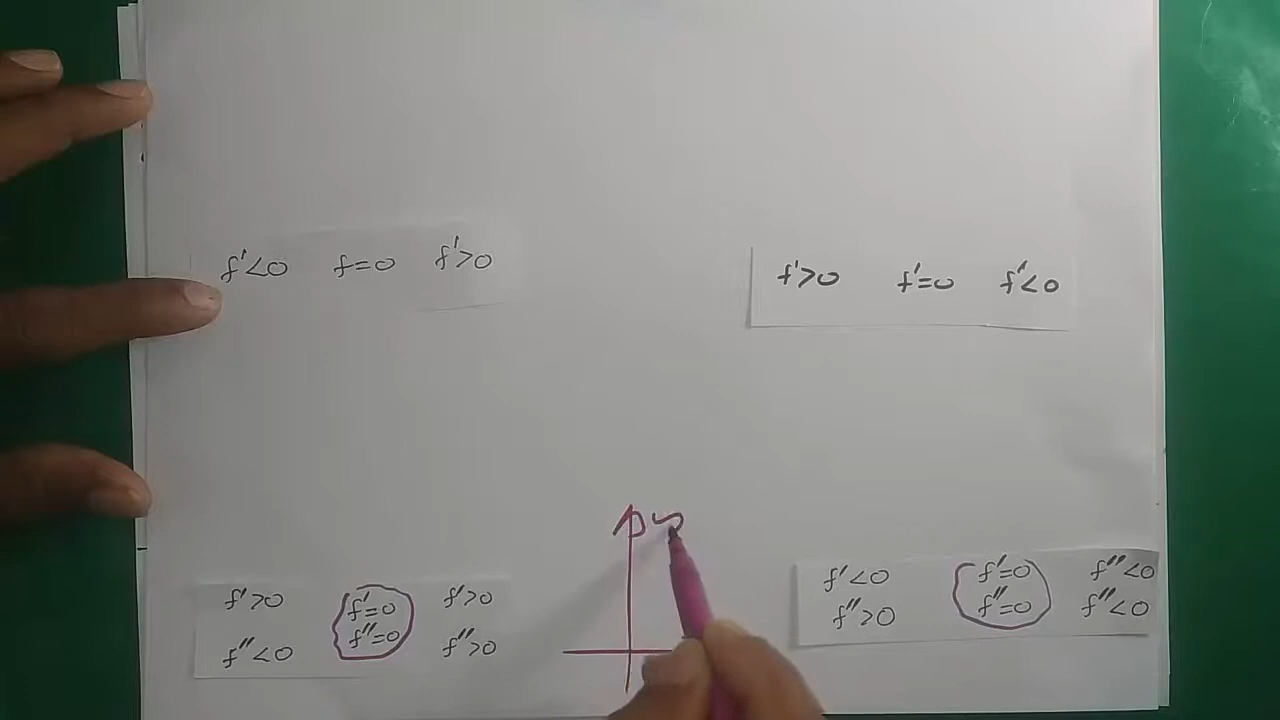 f'<0 f=0 f'>0
f'>0 f'=0 f'<0
f'>0 f'=0 f'>0
f''<0 f''=0 f''>0
f'<0 f'=0 f''<0
f''>0 f''=0 f''<0
y